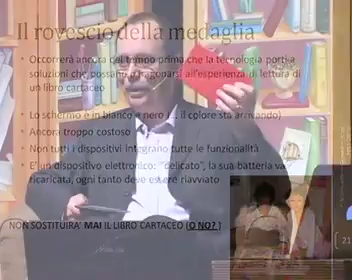 Il rovescio della medaglia
• Occorrerà ancora del tempo prima che la tecnologia porti a
soluzioni che possano paragonarsi all'esperienza di lettura di
un libro cartaceo
• Lo schermo è in bianco e nero (… il colore sta arrivando)
• Ancora troppo costoso
• Non tutti i dispositivi integrano tutte le funzionalità
• E' un dispositivo elettronico: "delicato", la sua batteria va
ricaricata, ogni tanto deve essere riavviato
NON SOSTITUIRA' MAI IL LIBRO CARTACEO (O NO? )
21